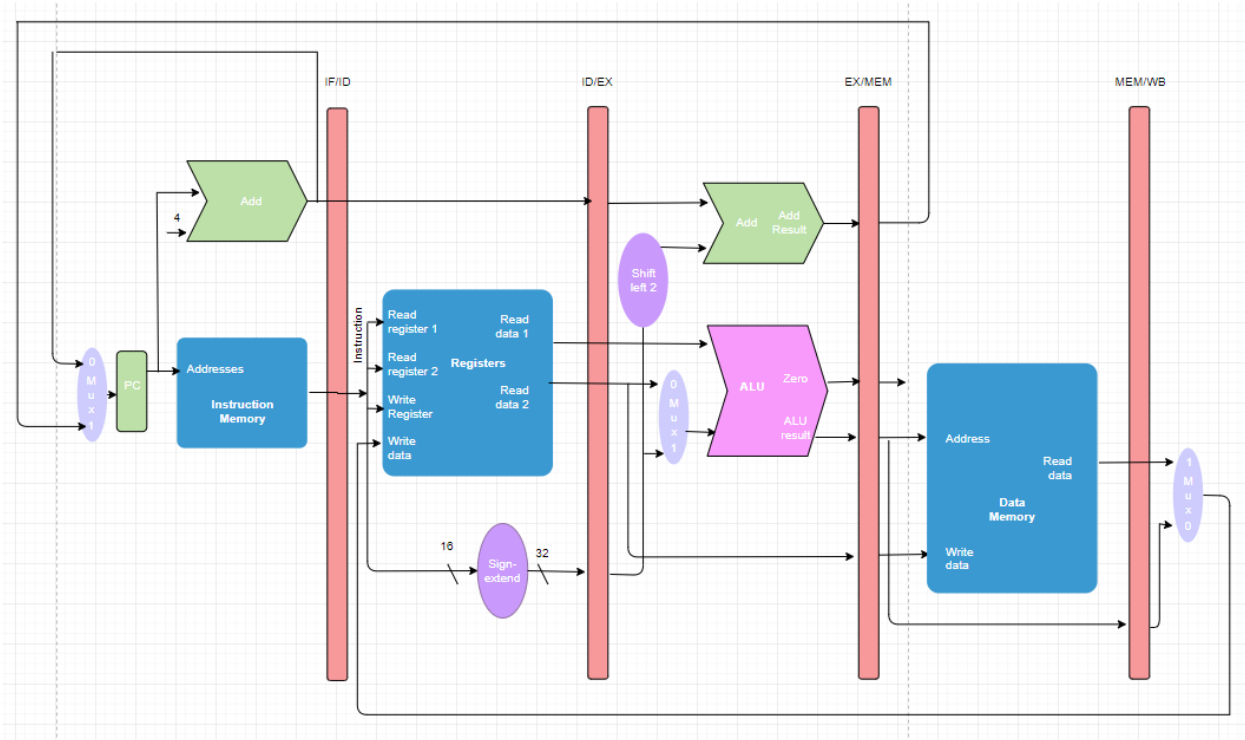 IF/ID
ID/EX
EX/MEM
MEM/WB
Add
4
Add
Add
Result
Shift
left 2
Instruction
Read
register 1
Read
data 1
Read
register 2
Registers
Write
Register
Read
data 2
Write
data
0
M
u
x
1
PC
Addresses
Instruction
Memory
0
M
u
x
1
ALU
Zero
ALU
result
Address
Read
data
Data
Memory
Write
data
1
M
u
x
0
16
Sign-
extend
32